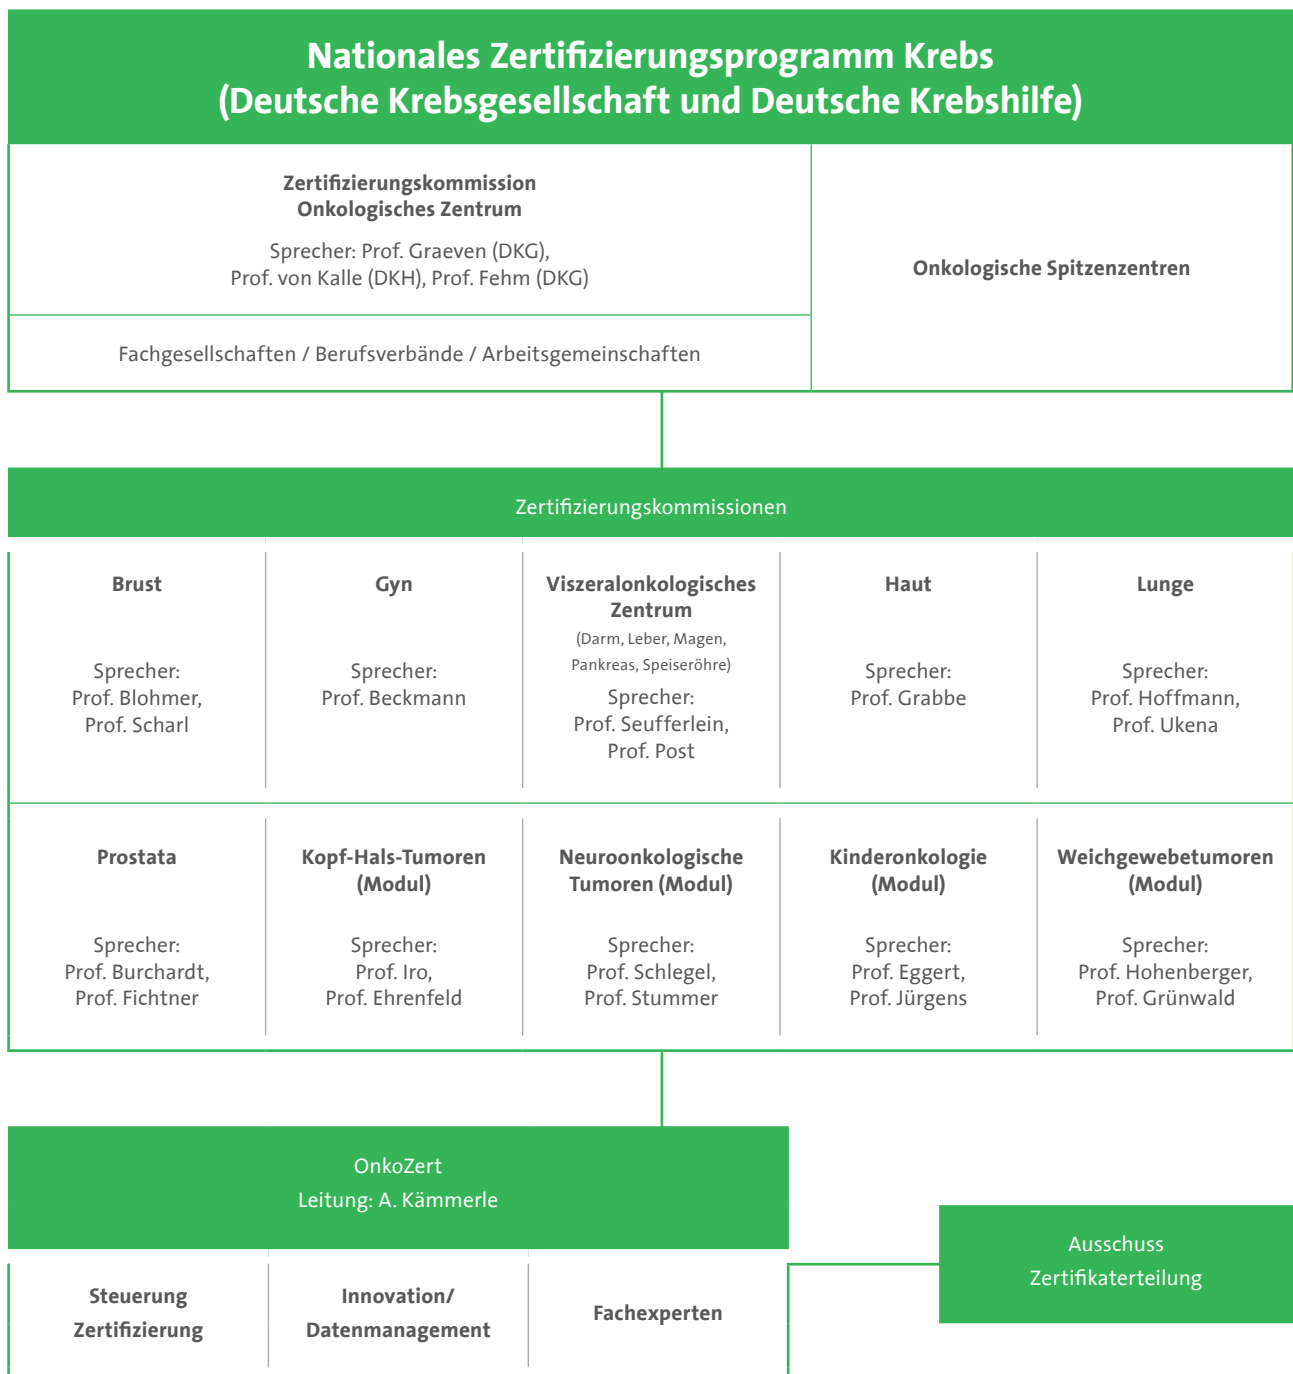 Nationales Zertifizierungsprogramm Krebs
(Deutsche Krebsgesellschaft und Deutsche Krebshilfe)
Zertifizierungskommission
Onkologisches Zentrum
Sprecher: Prof. Graeven (DKG),
Prof. von Kalle (DKH), Prof. Fehm (DKG)
Onkologische Spitzenzentren
Fachgesellschaften / Berufsverbände / Arbeitsgemeinschaften
Zertifizierungskommissionen
Brust
Sprecher:
Prof. Blohmer,
Prof. Scharl
Gyn
Sprecher:
Prof. Beckmann
Viszeralonkologisches
Zentrum
(Darm, Leber, Magen,
Pankreas, Speiseröhre)
Sprecher:
Prof. Seufferlein,
Prof. Post
Haut
Sprecher:
Prof. Grabbe
Lunge
Sprecher:
Prof. Hoffmann,
Prof. Ukena
Prostata
Sprecher:
Prof. Burchardt,
Prof. Fichtner
Kopf-Hals-Tumoren
(Modul)
Sprecher:
Prof. Iro,
Prof. Ehrenfeld
Neuroonkologische
Tumoren (Modul)
Sprecher:
Prof. Schlegel,
Prof. Stummer
Kinderonkologie
(Modul)
Sprecher:
Prof. Eggert,
Prof. Jürgens
Weichgewebetumoren
(Modul)
Sprecher:
Prof. Hohenberger,
Prof. Grünwald
OnkoZert
Leitung: A. Kämmerle
Steuerung
Zertifizierung
Innovation/
Datenmanagement
Fachexperten
Ausschuss
Zertifikaterteilung